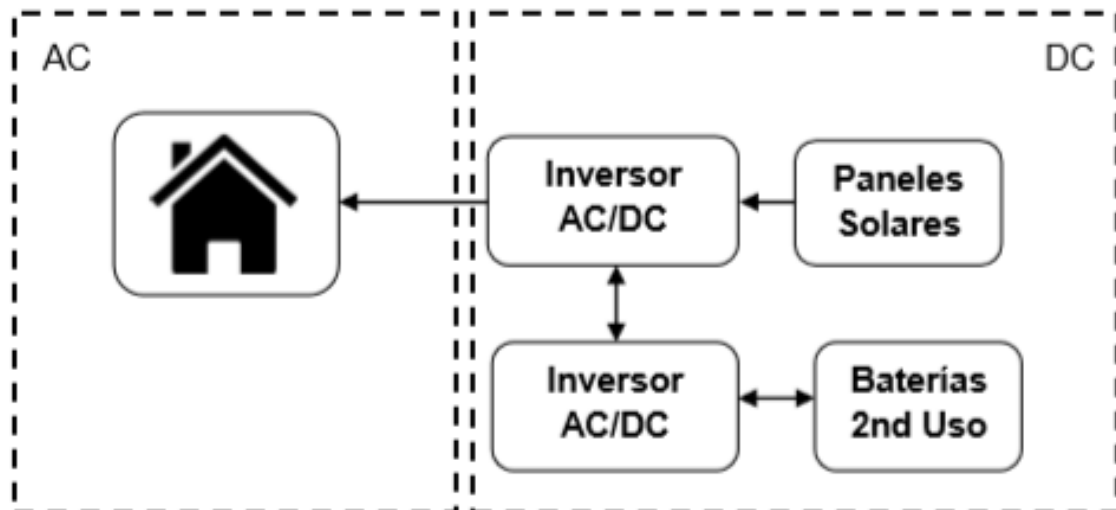 AC
DC
Inversor
AC/DC
Paneles
Solares
Inversor
AC/DC
Baterías
2nd Uso